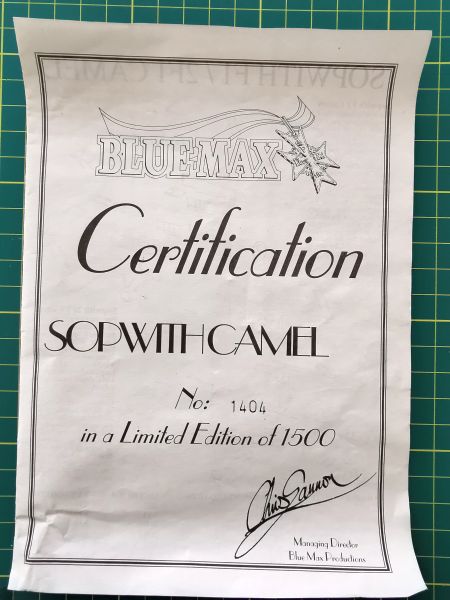 BLUE MAX
Certification
SOPWITH CAMEL
No: 1404
in a Limited Edition of 1500
Managing Director
Blue Max Productions